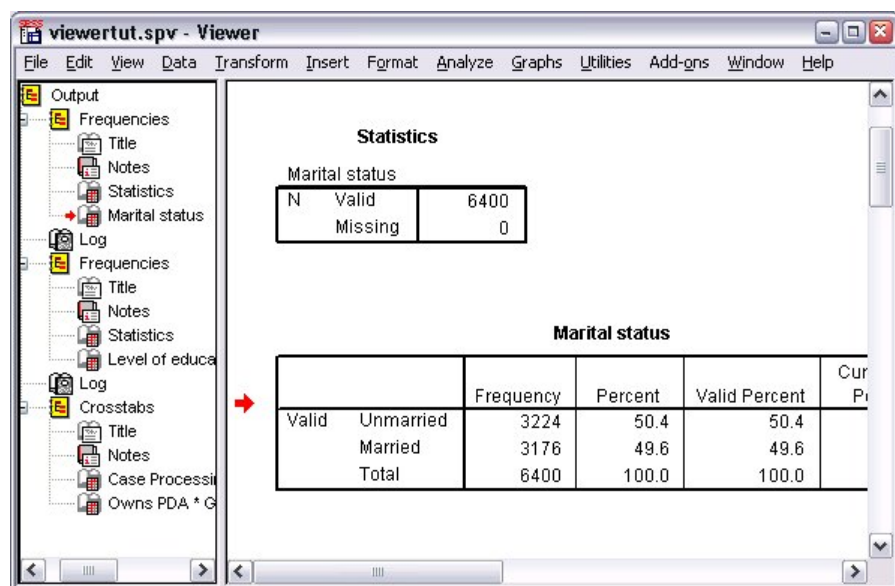 viewertut.spv - Viewer
File Edit View Data Transform Insert Format Analyze Graphs Utilities Add-ons Window Help
Output
Frequencies
Title
Notes
Statistics
Marital status
Log
Frequencies
Title
Notes
Statistics
Level of educa
Log
Crosstabs
Title
Notes
Case Processi
Owns PDA * G
Statistics
Marital status
N Valid 6400
Missing 0
Marital status
Frequency Percent Valid Percent Cur
P
Valid Unmarried 3224 50.4 50.4
Married 3176 49.6 49.6
Total 6400 100.0 100.0